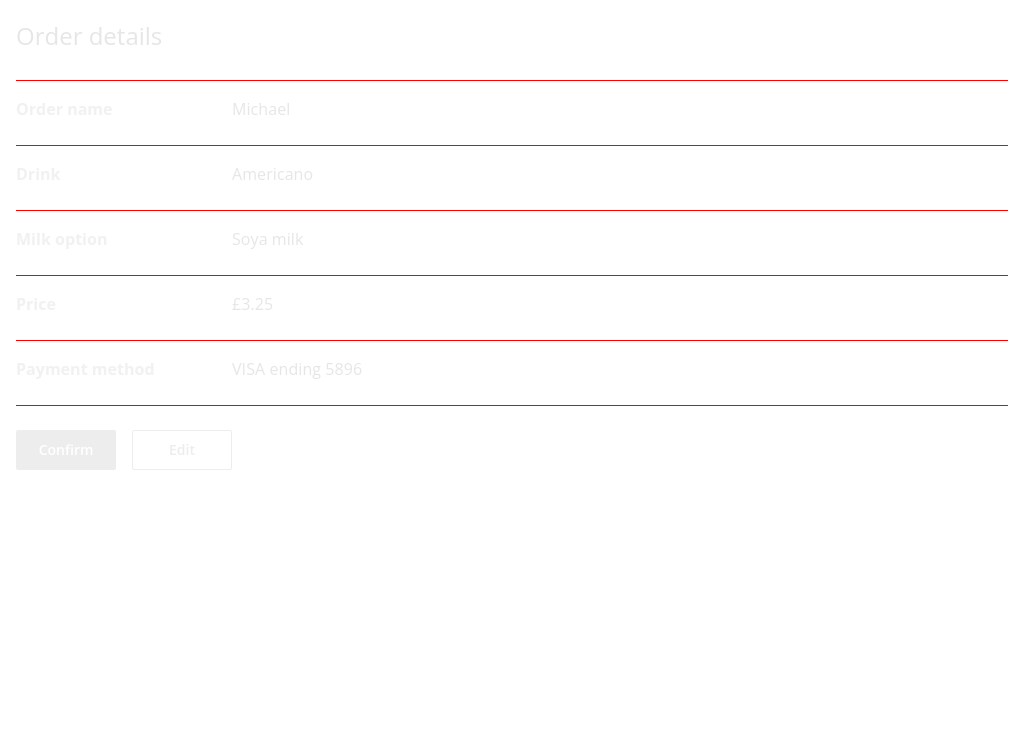 Order details
Order name Michael
Drink Americano
Milk option Soya milk
Price £3.25
Payment method VISA ending 5896
Confirm Edit